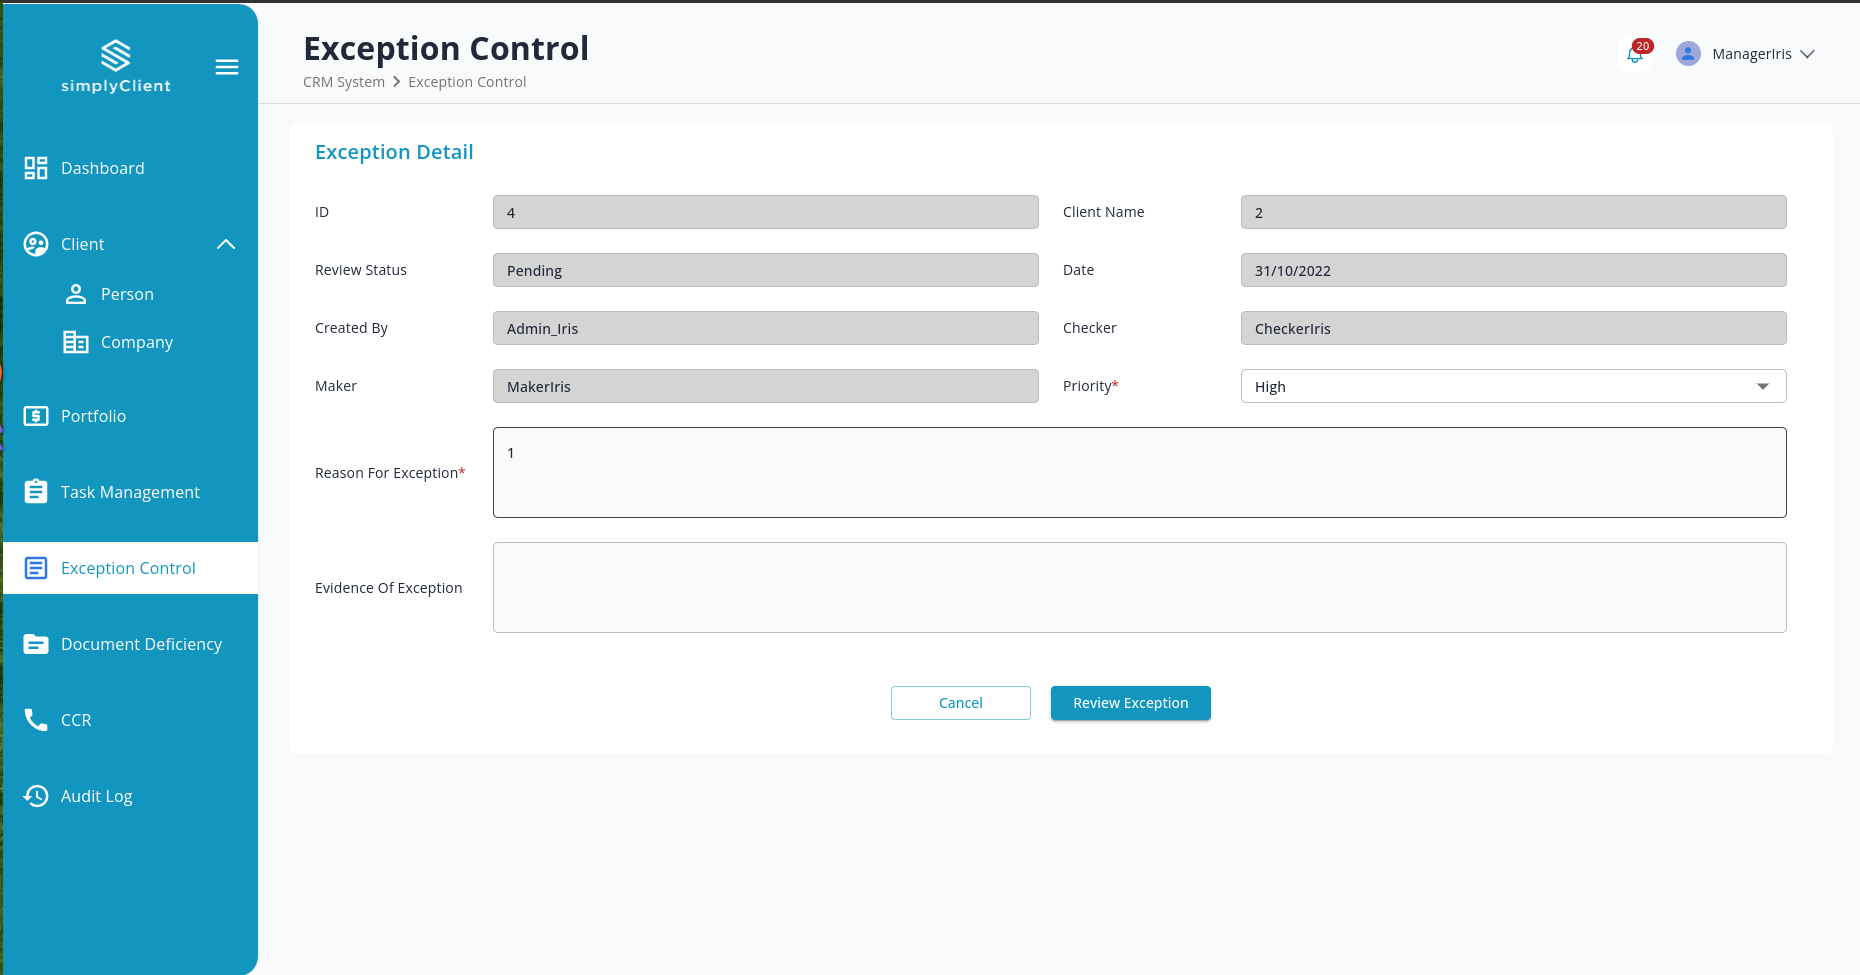 simplyClient
Dashboard
Client
Person
Company
Portfolio
Task Management
Exception Control
Document Deficiency
CCR
Audit Log
Exception Control
CRM System Exception Control
20
ManagerIris
Exception Detail
ID 4 Client Name 2
Review Status Pending Date 31/10/2022
Created By Admin_Iris Checker CheckerIris
Maker MakerIris Priority* High
Reason For Exception* 1
Evidence Of Exception
Cancel Review Exception